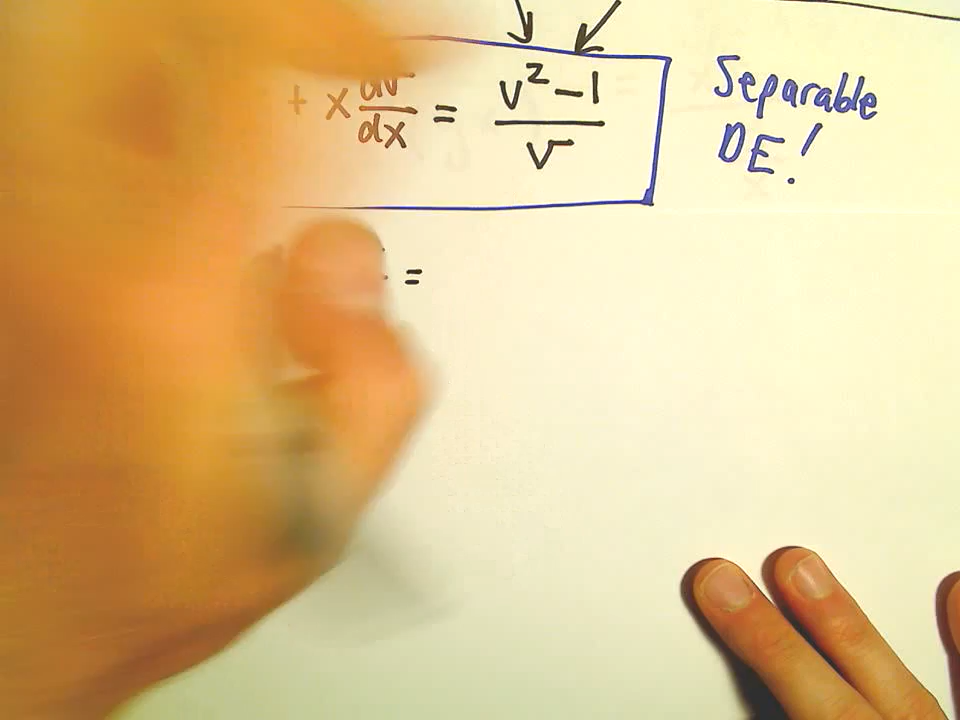 + x dv/dx = v² – 1 / v
Separable
DE!
=